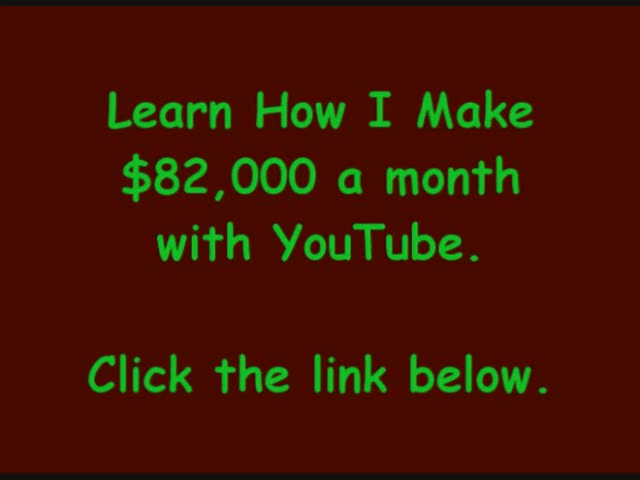 Learn How I Make
$82,000 a month
with YouTube.
Click the link below.